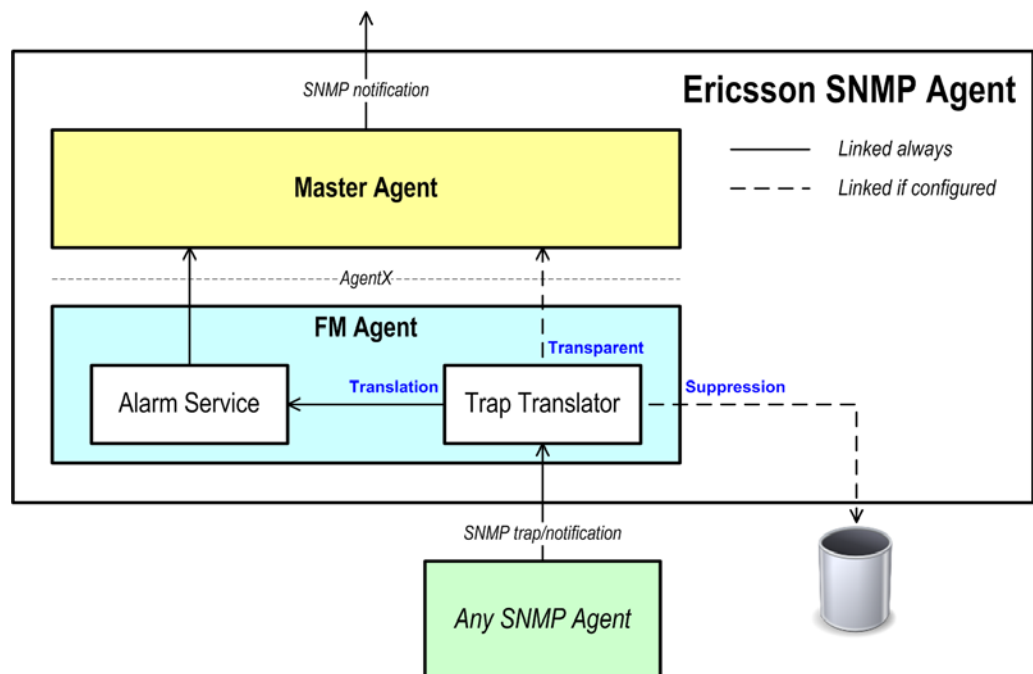 SNMP notification
Ericsson SNMP Agent
Linked always
Linked if configured
Master Agent
AgentX
FM Agent
Transparent
Translation
Suppression
Alarm Service
Trap Translator
SNMP trap/notification
Any SNMP Agent